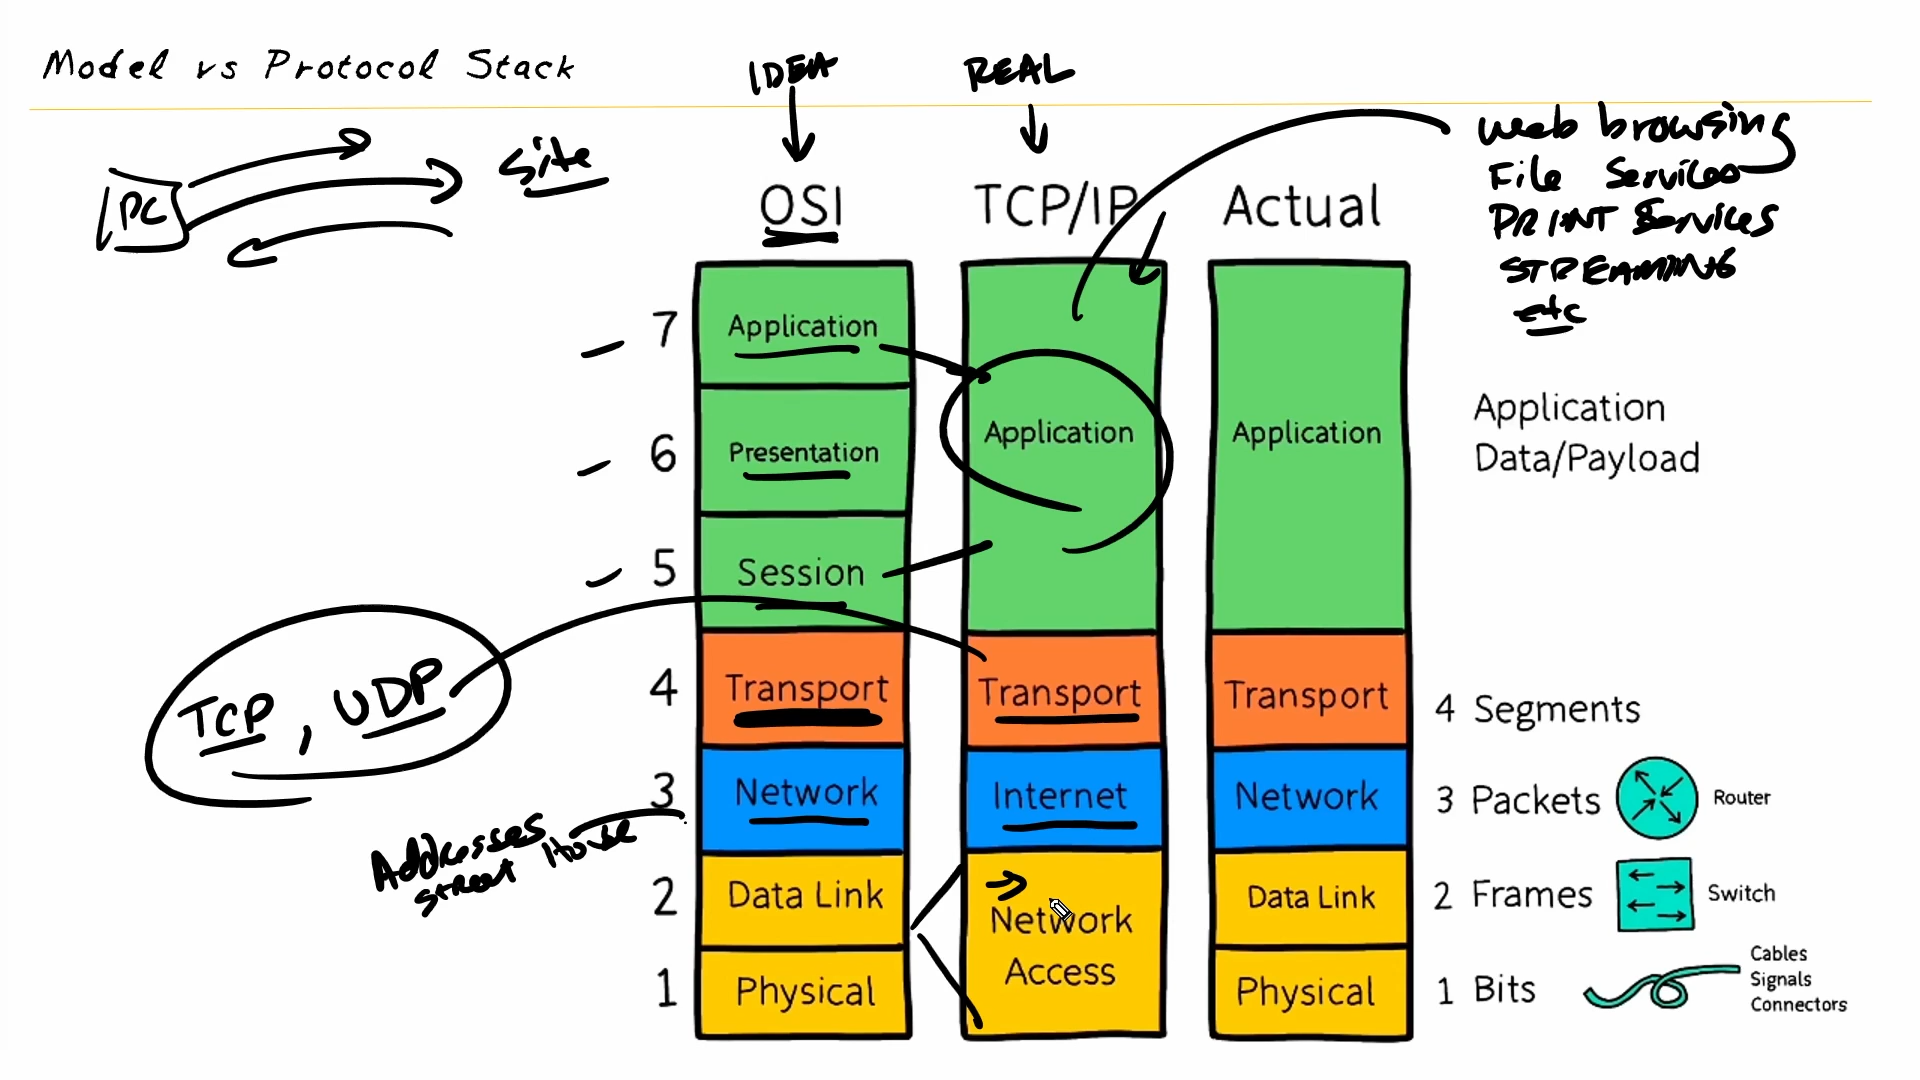 Model vs Protocol Stack
IDEA
REAL
PC
Site
web browsing
File Services
PRINT Services
STREAMING
etc
OSI
TCP/IP
Actual
7
Application
6
Presentation
5
Session
4
Transport
3
Network
2
Data Link
1
Physical
Application
Transport
Internet
Network
Access
Application
Transport
Network
Data Link
Physical
Application
Data/Payload
4 Segments
3 Packets
Router
2 Frames
Switch
1 Bits
Cables
Signals
Connectors
TCP, UDP
Addresses
street House